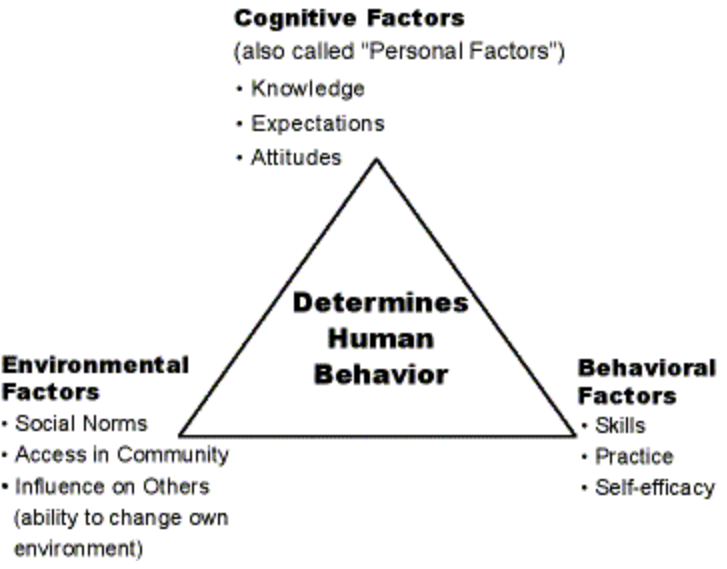 Cognitive Factors
(also called "Personal Factors")
• Knowledge
• Expectations
• Attitudes
Determines
Human
Behavior
Environmental
Factors
• Social Norms
• Access in Community
• Influence on Others
(ability to change own
environment)
Behavioral
Factors
• Skills
• Practice
• Self-efficacy